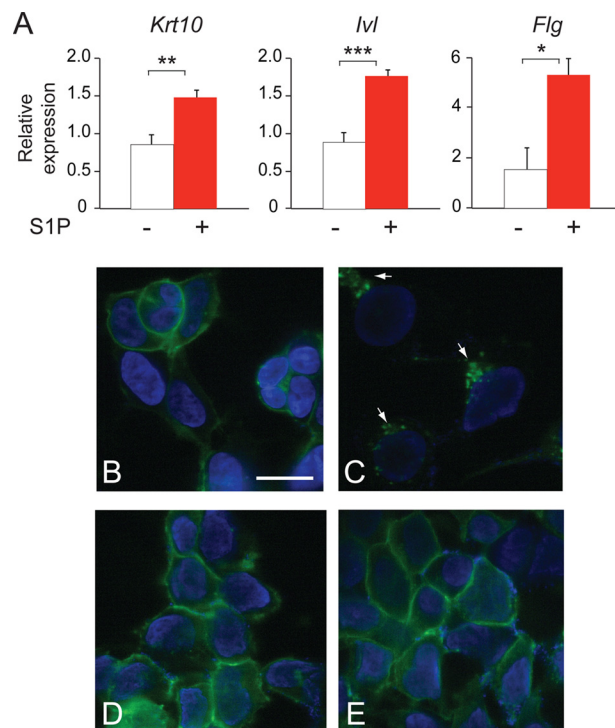 A
Krt10 Ivl Flg
Relative expression
2.0 2.0 6
** *** *
1.5 1.5
4
1.0 1.0
2
0.5 0.5
0 0 0
S1P - + - + - +
B C
D E